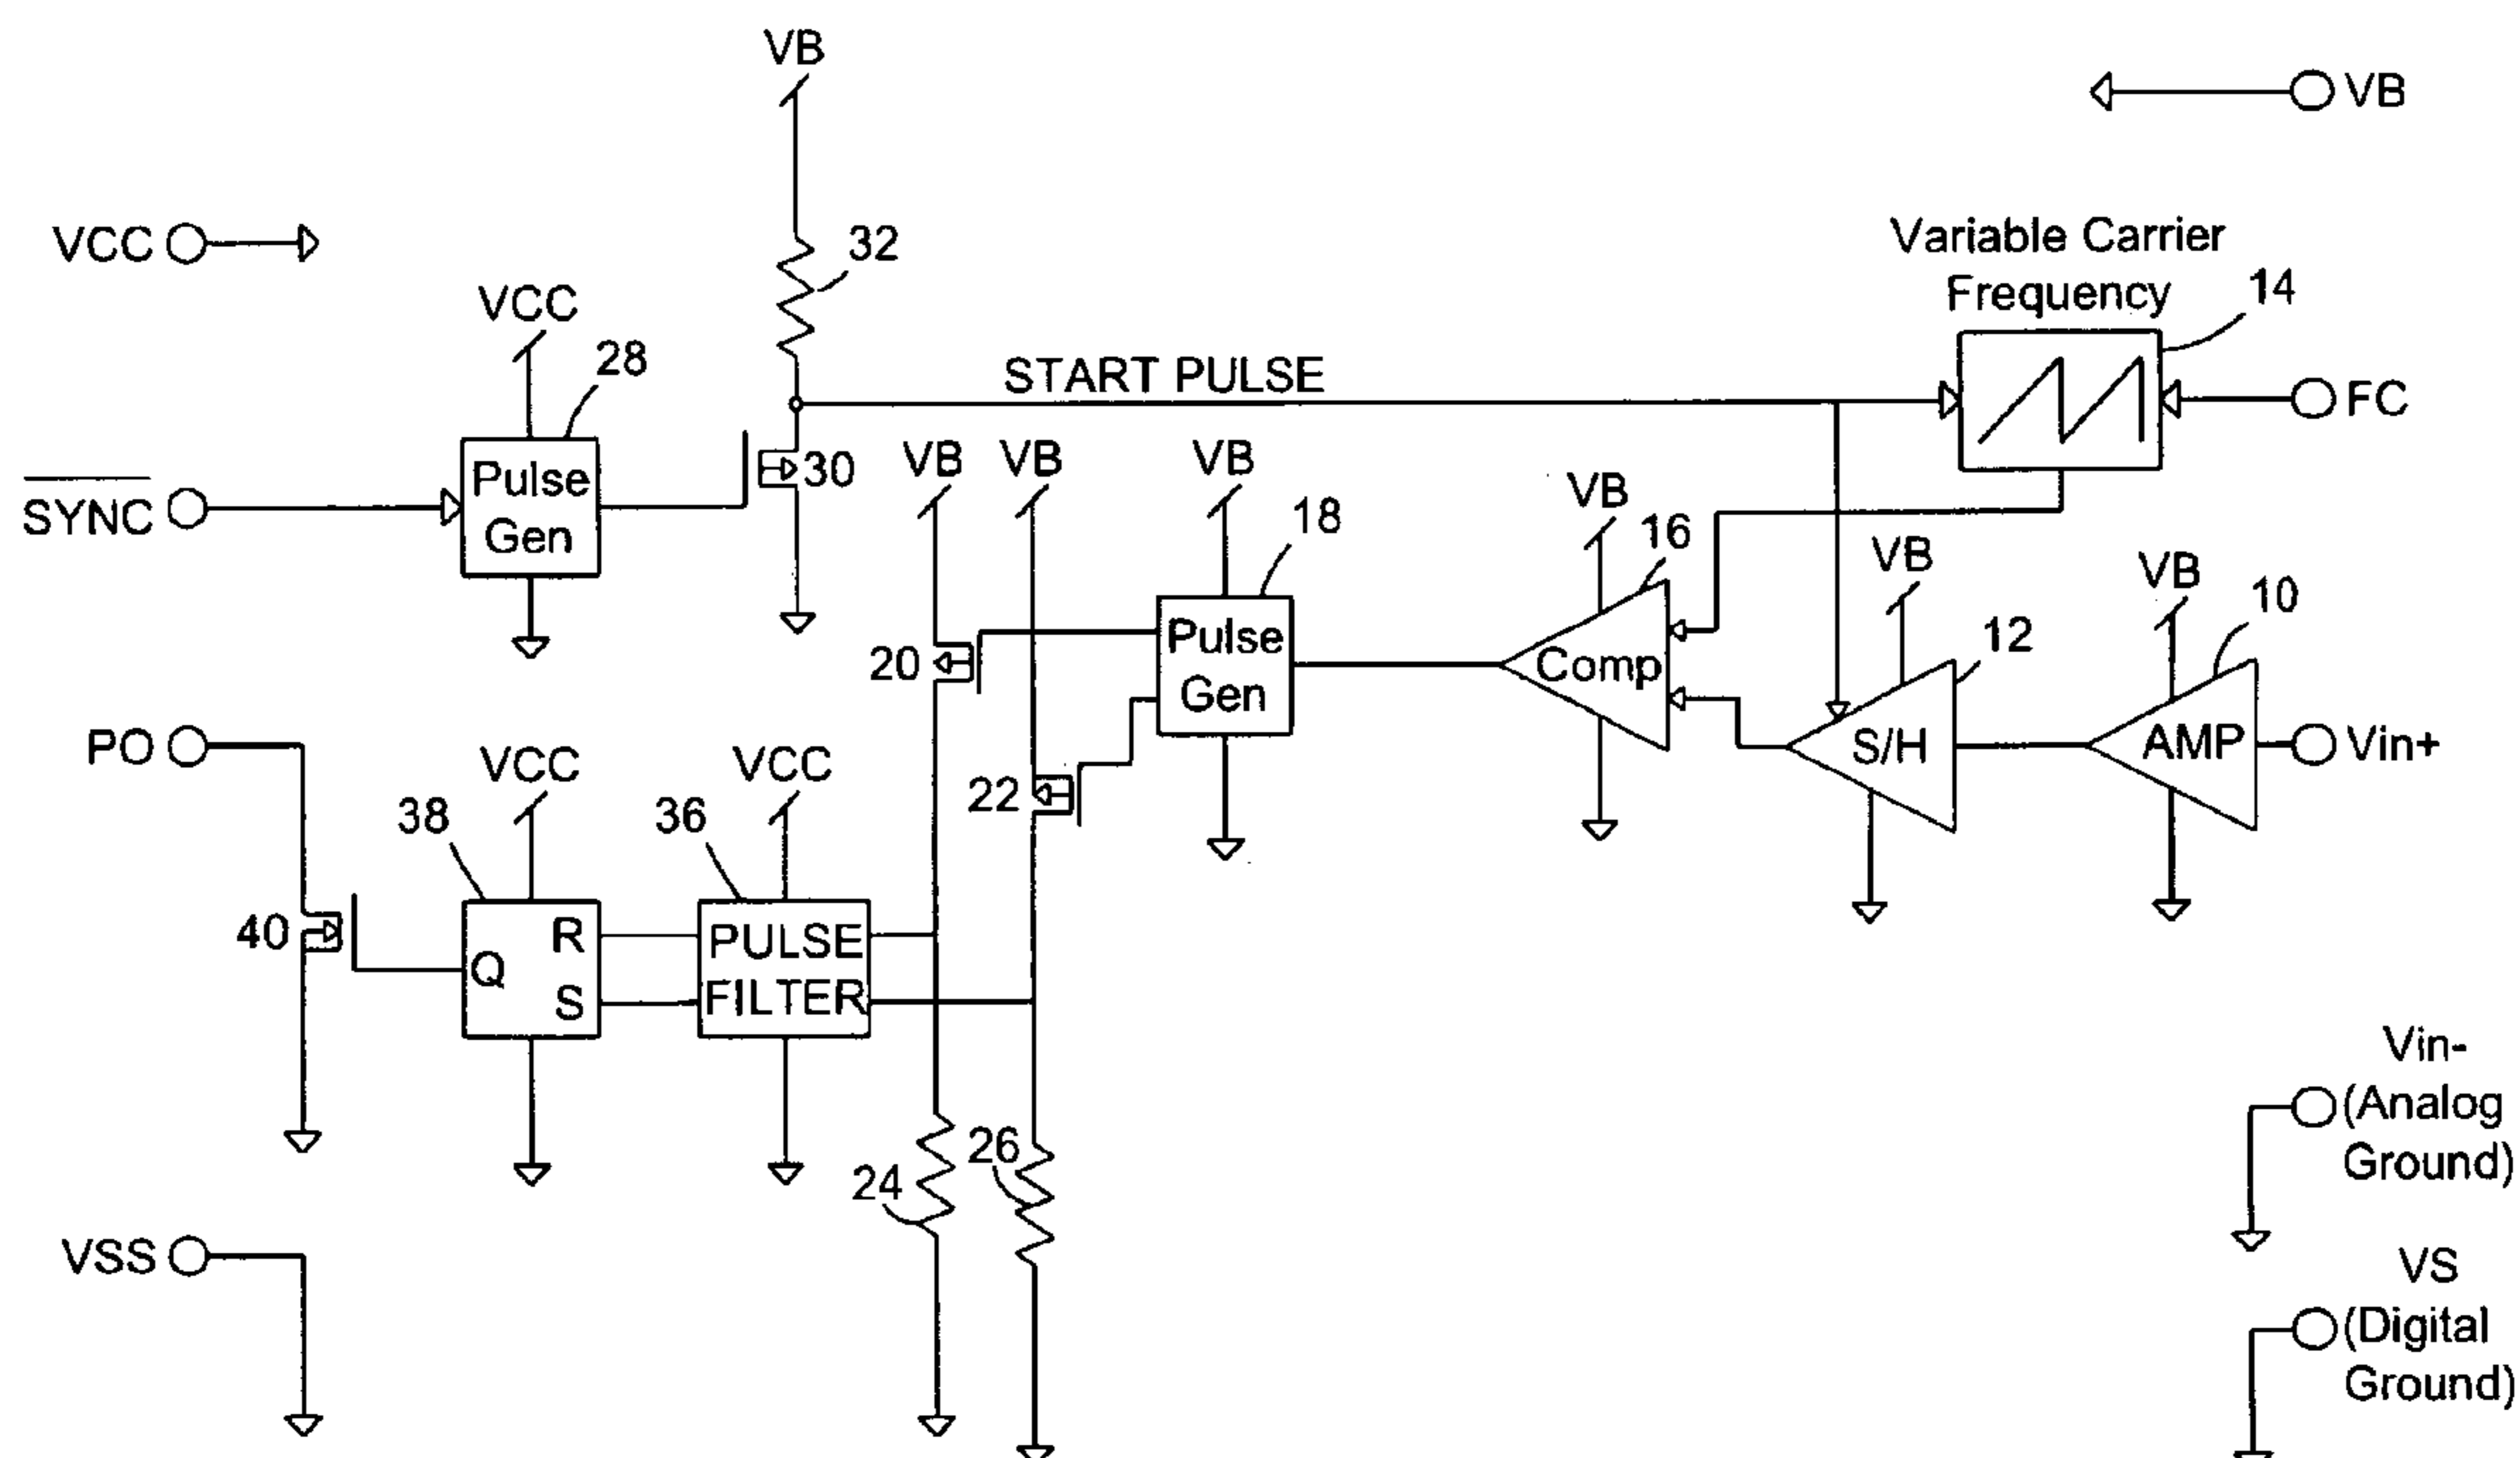 VB
VB
VCC
32
Variable Carrier
Frequency
14
VCC
28
START PULSE
FC
SYNC
Pulse
Gen
30
VB
VB
VB
18
VB
16
VB
VB
10
12
20
Pulse
Gen
Comp
S/H
AMP
Vin+
PO
VCC
VCC
22
38
36
40
Q
R
S
PULSE
FILTER
24
26
Vin-
(Analog
Ground)
VSS
VS
(Digital
Ground)